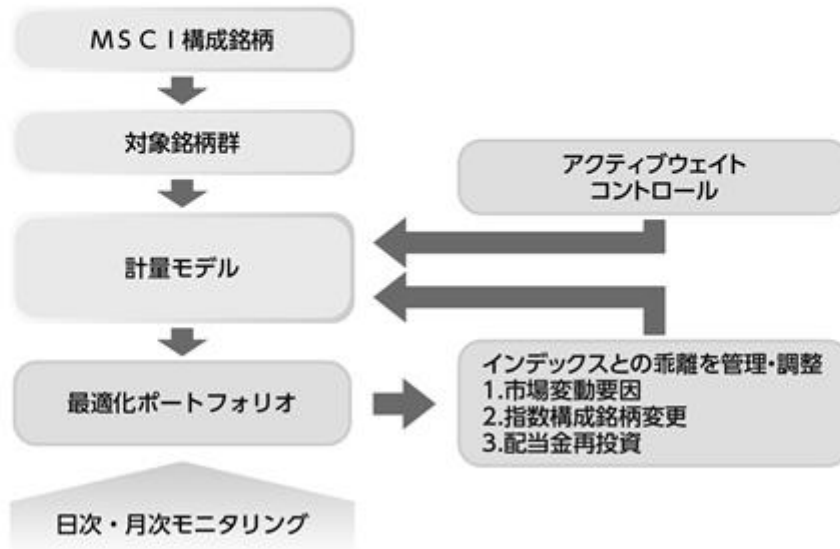 ＭＳＣＩ構成銘柄
対象銘柄群
アクティブウェイト
コントロール
計量モデル
最適化ポートフォリオ
インデックスとの乖離を管理・調整
1.市場変動要因
2.指数構成銘柄変更
3.配当金再投資
日次・月次モニタリング